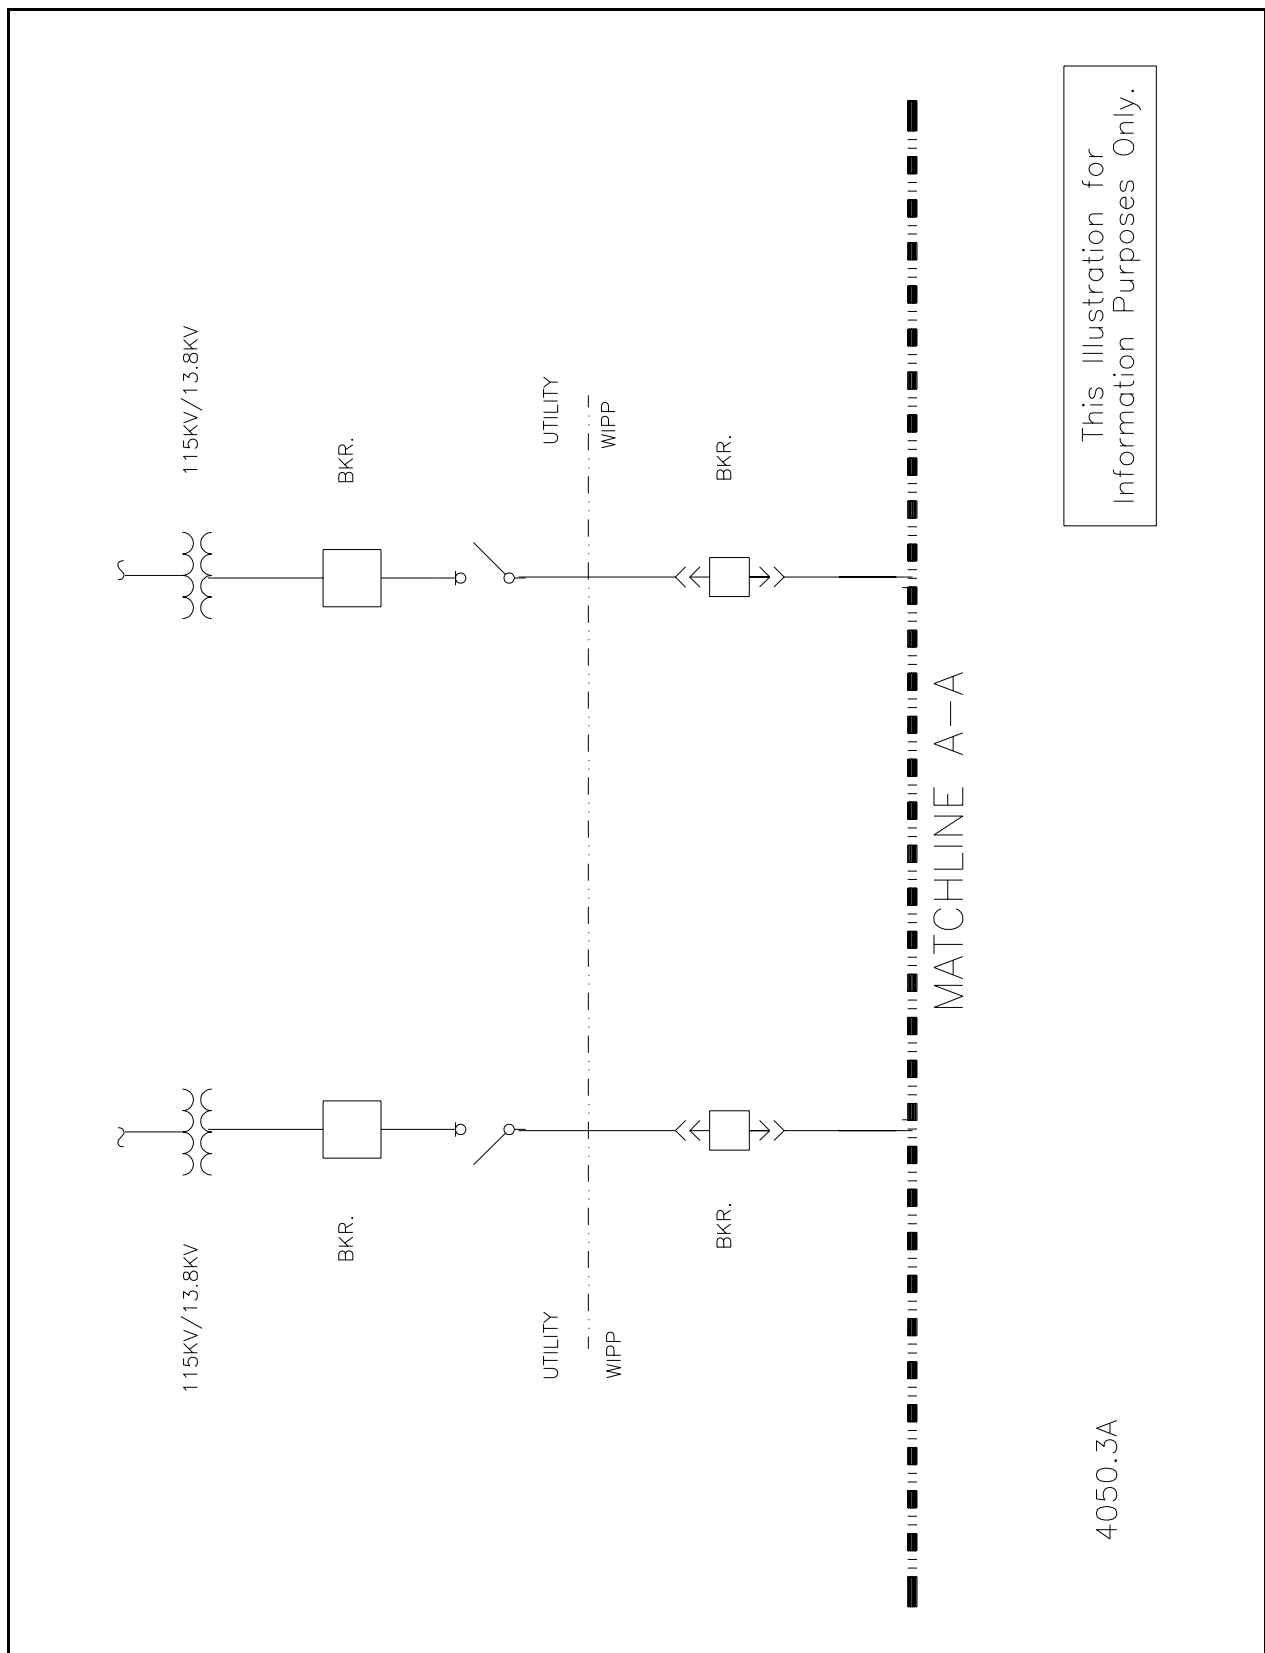 115KV/13.8KV
115KV/13.8KV
BKR.
BKR.
UTILITY
UTILITY
WIPP
WIPP
BKR.
BKR.
MATCHLINE A-A
4050.3A
This Illustration for
Information Purposes Only.